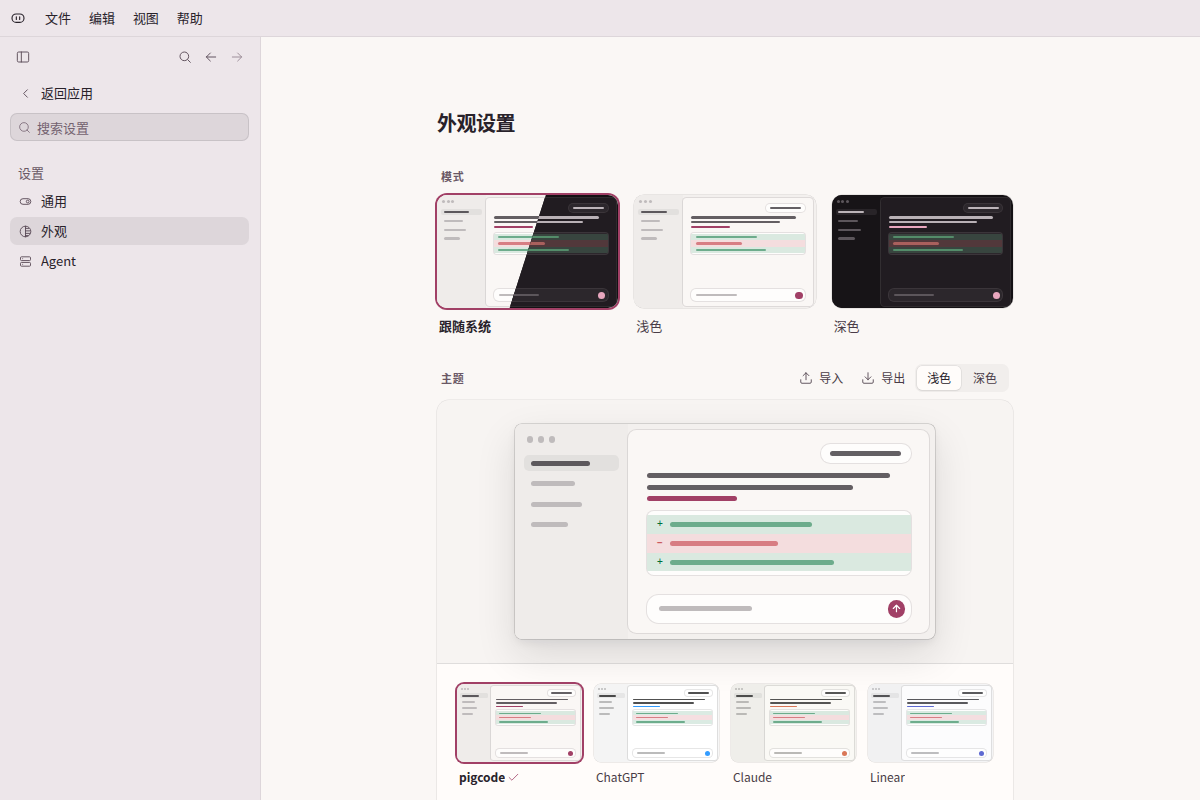 文件 编辑 视图 帮助
返回应用
搜索设置
设置
通用
外观
Agent
外观设置
模式
跟随系统 浅色 深色
主题 导入 导出 浅色 深色
pigcode ChatGPT Claude Linear